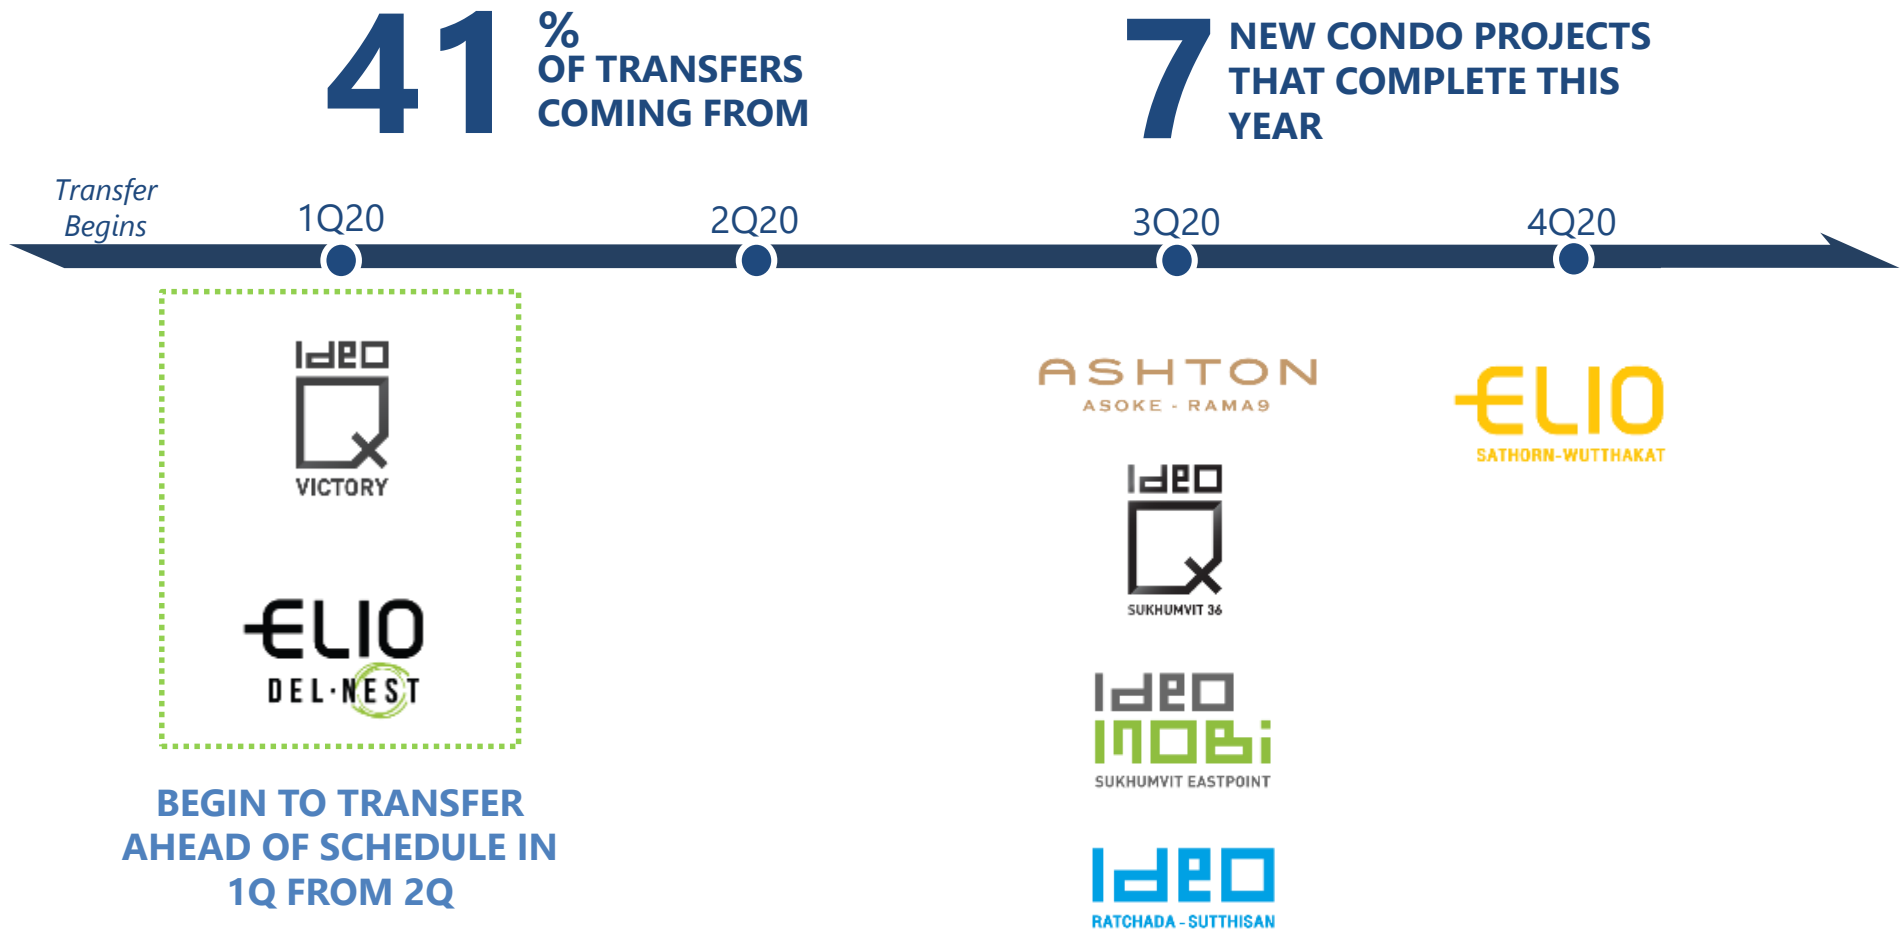 41 %
OF TRANSFERS
COMING FROM
7 NEW CONDO PROJECTS
THAT COMPLETE THIS
YEAR
Transfer
Begins
1Q20
2Q20
3Q20
4Q20
IdeO
Q
VICTORY
ELIO
DEL·NEST
BEGIN TO TRANSFER
AHEAD OF SCHEDULE IN
1Q FROM 2Q
ASHTON
ASOKE - RAMA9
IdeO
Q
SUKHUMVIT 36
IdeO
MOBi
SUKHUMVIT EASTPOINT
IdeO
RATCHADA - SUTTHISAN
ELIO
SATHORN-WUTTHAKAT